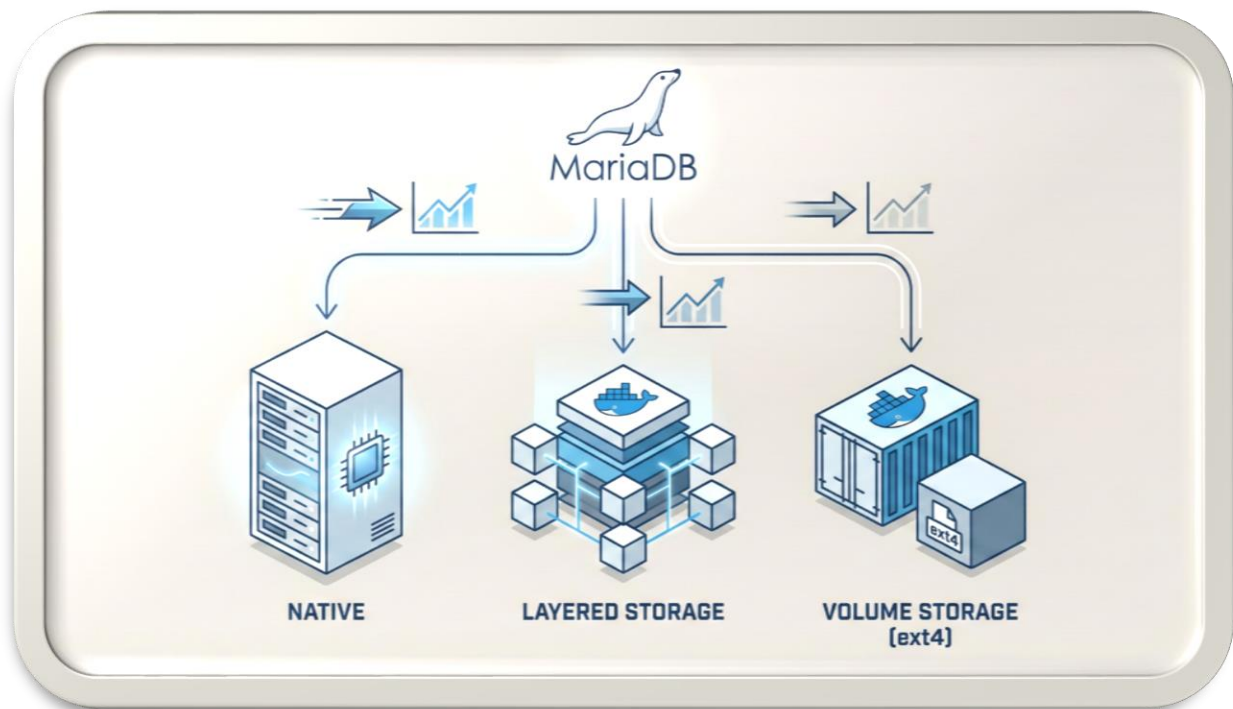 MariaDB
ext4
NATIVE
LAYERED STORAGE
VOLUME STORAGE
(ext4)